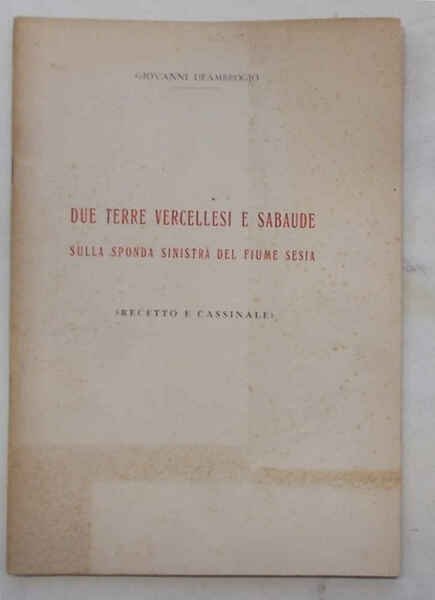 GIOVANNI DEAMBROGIO
DUE TERRE VERCELLESI E SABAUDE
SULLA SPONDA SINISTRA DEL FIUME SESIA
(RECETTO E CASSINALE)